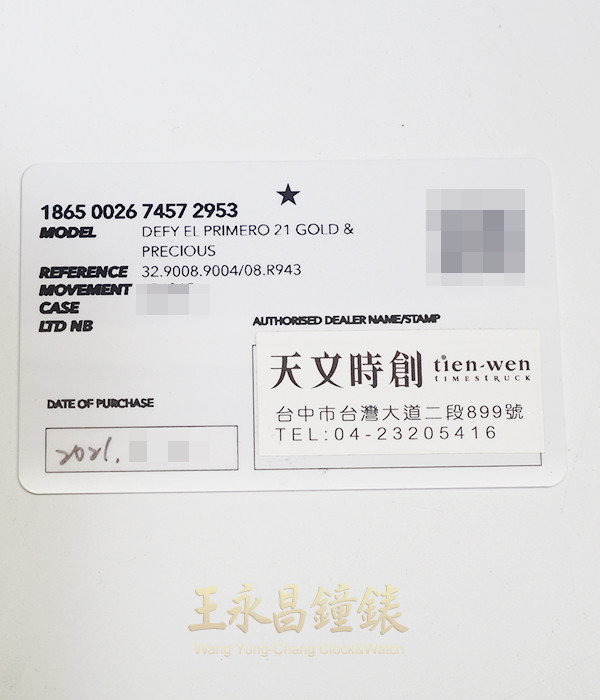 1865 0026 7457 2953
MODEL DEFY EL PRIMERO 21 GOLD &
PRECIOUS
REFERENCE 32.9008.9004/08.R943
MOVEMENT
CASE
LTD NB
AUTHORISED DEALER NAME/STAMP
天文時創 tien-wen
TIMESTRUCK
台中市台灣大道二段899號
TEL:04-23205416
DATE OF PURCHASE
2021.
王永昌鐘錶
Wang Yung-Chang Clock&Watch